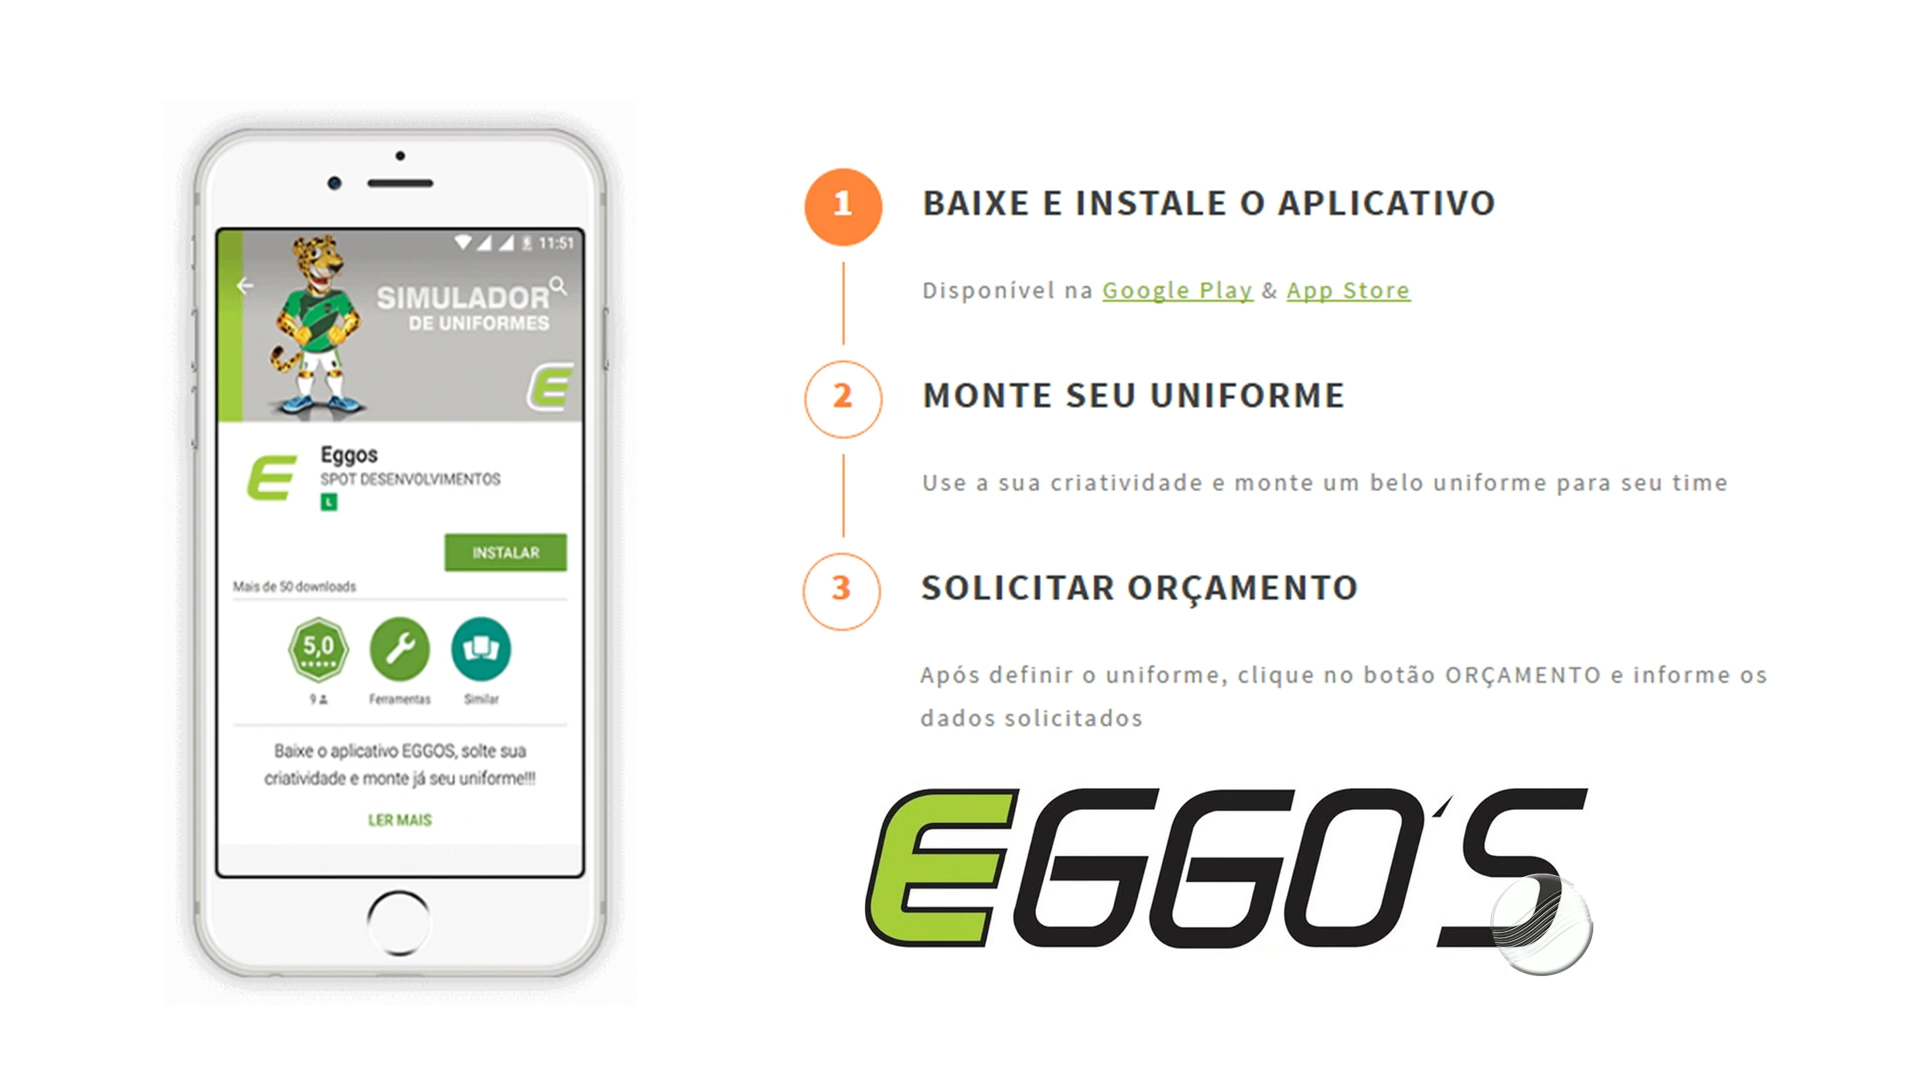 11:51
SIMULADOR
DE UNIFORMES
E
E
Eggos
SPOT DESENVOLVIMENTOS
L
INSTALAR
Mais de 50 downloads
5,0
9
Ferramentas
Similar
Baixe o aplicativo EGGOS, solte sua
criatividade e monte já seu uniforme!!!
LER MAIS
1 BAIXE E INSTALE O APLICATIVO
Disponível na Google Play & App Store
2 MONTE SEU UNIFORME
Use a sua criatividade e monte um belo uniforme para seu time
3 SOLICITAR ORÇAMENTO
Após definir o uniforme, clique no botão ORÇAMENTO e informe os
dados solicitados
EGGO'S